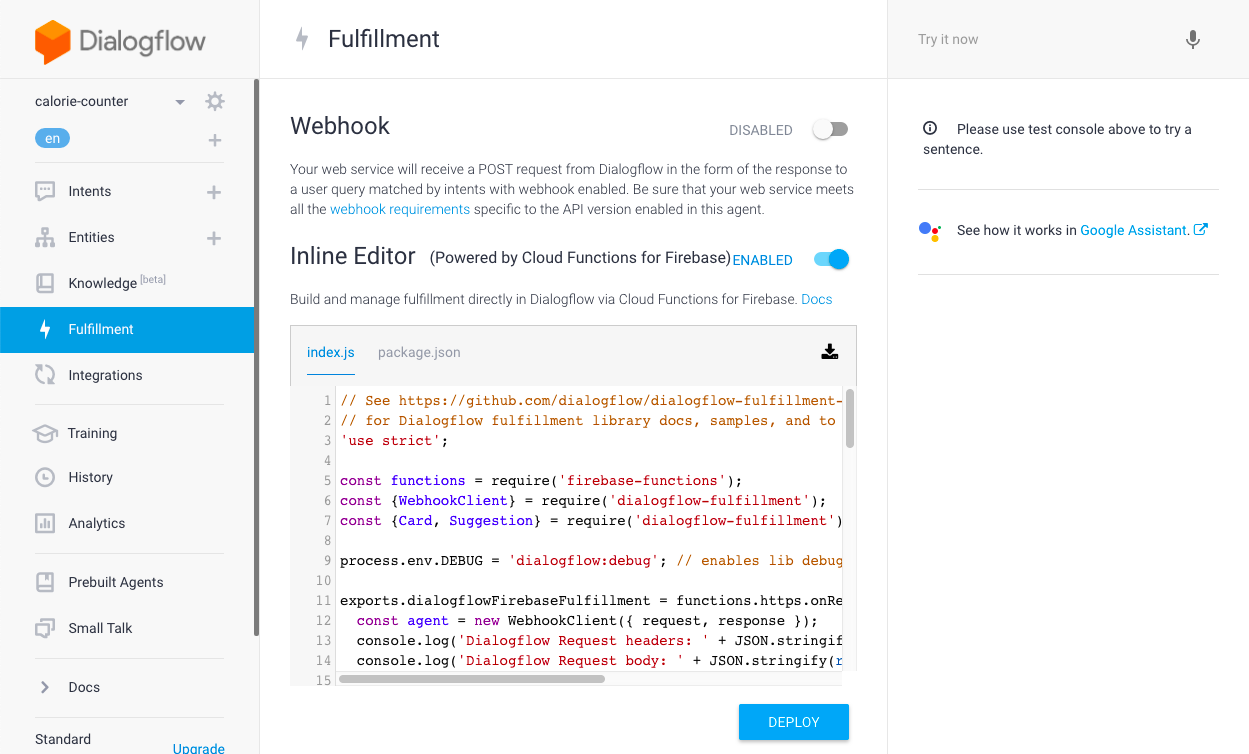 Dialogflow
calorie-counter
en
Intents
Entities
Knowledge [beta]
Fulfillment
Integrations
Training
History
Analytics
Prebuilt Agents
Small Talk
Docs
Standard
Upgrade
Fulfillment
Webhook
DISABLED
Your web service will receive a POST request from Dialogflow in the form of the response to
a user query matched by intents with webhook enabled. Be sure that your web service meets
all the webhook requirements specific to the API version enabled in this agent.
Inline Editor (Powered by Cloud Functions for Firebase) ENABLED
Build and manage fulfillment directly in Dialogflow via Cloud Functions for Firebase. Docs
index.js package.json
1 // See https://github.com/dialogflow/dialogflow-fulfillment-
2 // for Dialogflow fulfillment library docs, samples, and to
3 'use strict';
4
5 const functions = require('firebase-functions');
6 const {WebhookClient} = require('dialogflow-fulfillment');
7 const {Card, Suggestion} = require('dialogflow-fulfillment')
8
9 process.env.DEBUG = 'dialogflow:debug'; // enables lib debug
10
11 exports.dialogflowFirebaseFulfillment = functions.https.onRe
12 const agent = new WebhookClient({ request, response });
13 console.log('Dialogflow Request headers: ' + JSON.stringif
14 console.log('Dialogflow Request body: ' + JSON.stringify(r
15
DEPLOY
Try it now
Please use test console above to try a
sentence.
See how it works in Google Assistant.